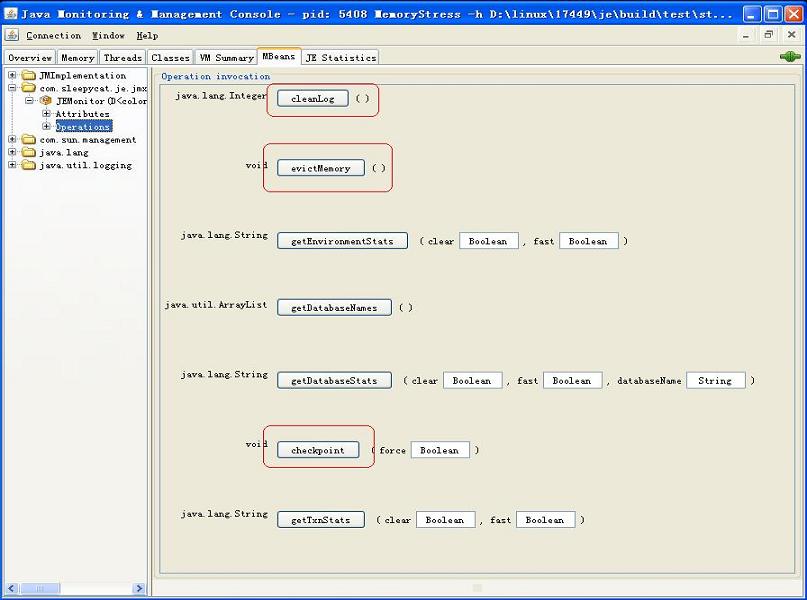 Java Monitoring & Management Console - pid: 5408 MemoryStress -h D:\linux\17449\je\build\test\st...
Connection Window Help
Overview Memory Threads Classes VM Summary MBeans JE Statistics
JMImplementation
com.sleepycat.je.jmx
JEMonitor(D<color
Attributes
Operations
com.sun.management
java.lang
java.util.logging
Operation invocation
java.lang.Integer cleanLog ( )
void evictMemory ( )
java.lang.String getEnvironmentStats ( clear Boolean , fast Boolean )
java.util.ArrayList getDatabaseNames ( )
java.lang.String getDatabaseStats ( clear Boolean , fast Boolean , databaseName String )
void checkpoint ( force Boolean )
java.lang.String getTxnStats ( clear Boolean , fast Boolean )